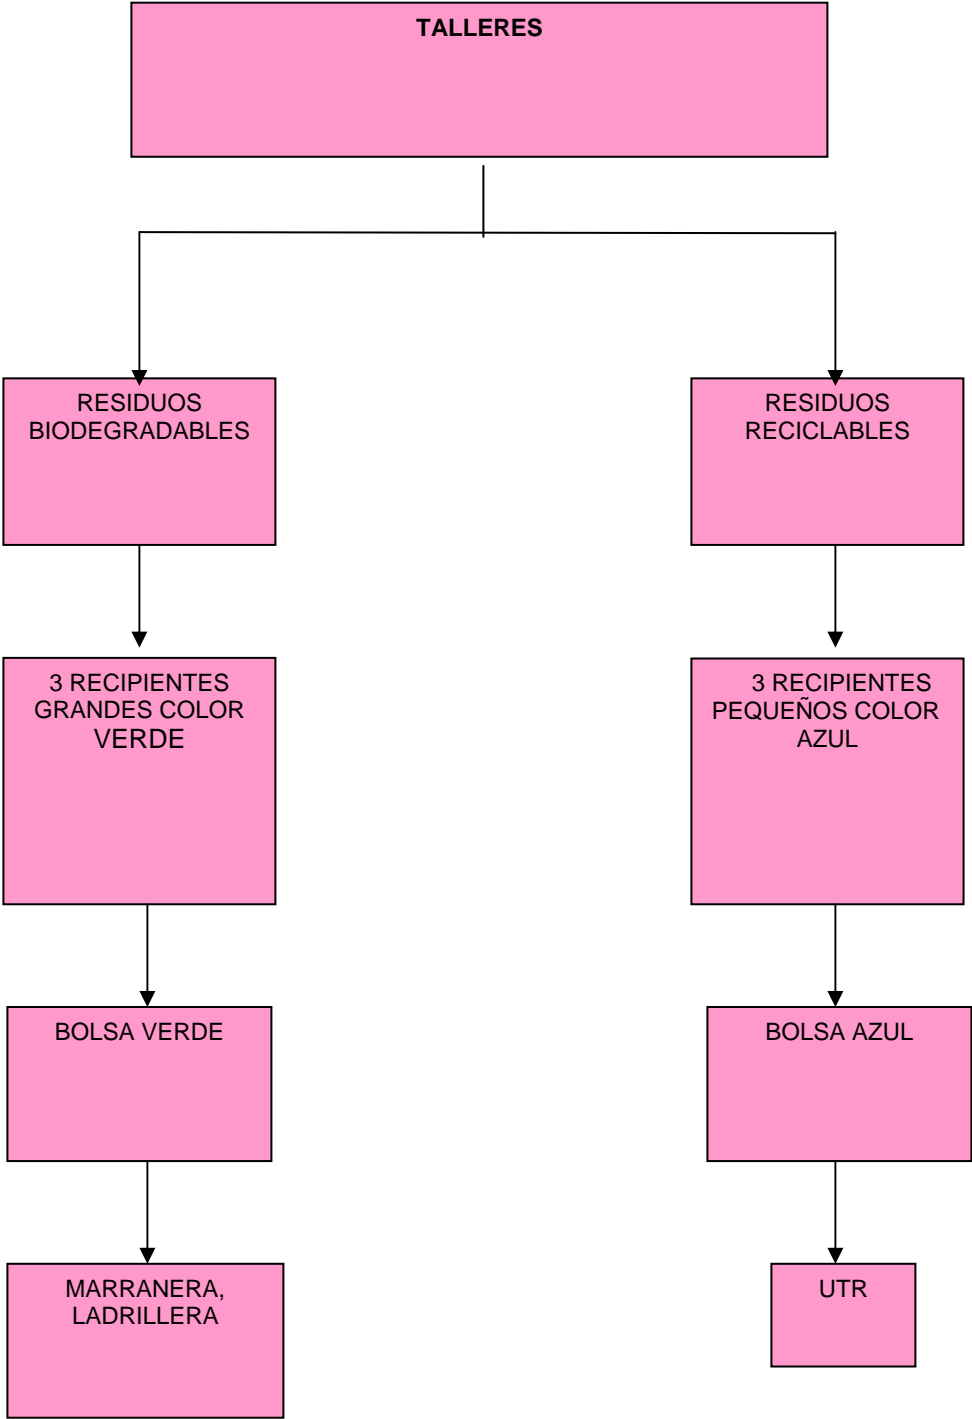 TALLERES
RESIDUOS
BIODEGRADABLES
RESIDUOS
RECICLABLES
3 RECIPIENTES
GRANDES COLOR
VERDE
3 RECIPIENTES
PEQUEÑOS COLOR
AZUL
BOLSA VERDE
BOLSA AZUL
MARRANERA,
LADRILLERA
UTR